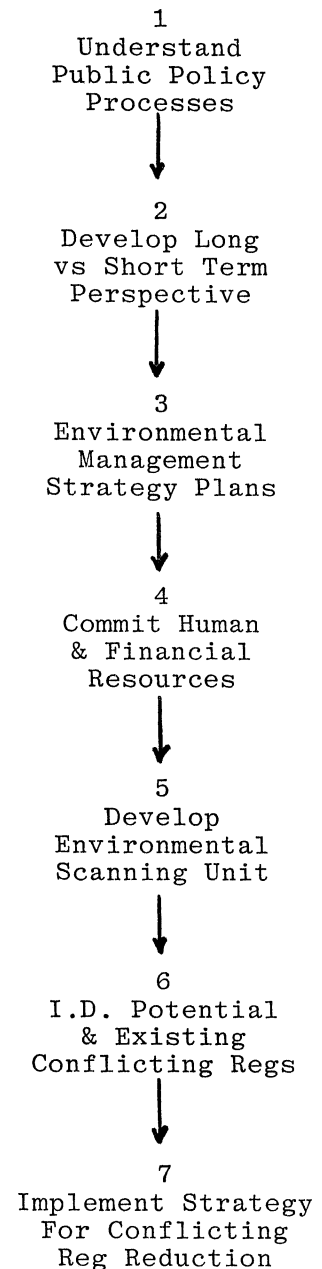 1
Understand
Public Policy
Processes
2
Develop Long
vs Short Term
Perspective
3
Environmental
Management
Strategy Plans
4
Commit Human
& Financial
Resources
5
Develop
Environmental
Scanning Unit
6
I.D. Potential
& Existing
Conflicting Regs
7
Implement Strategy
For Conflicting
Reg Reduction